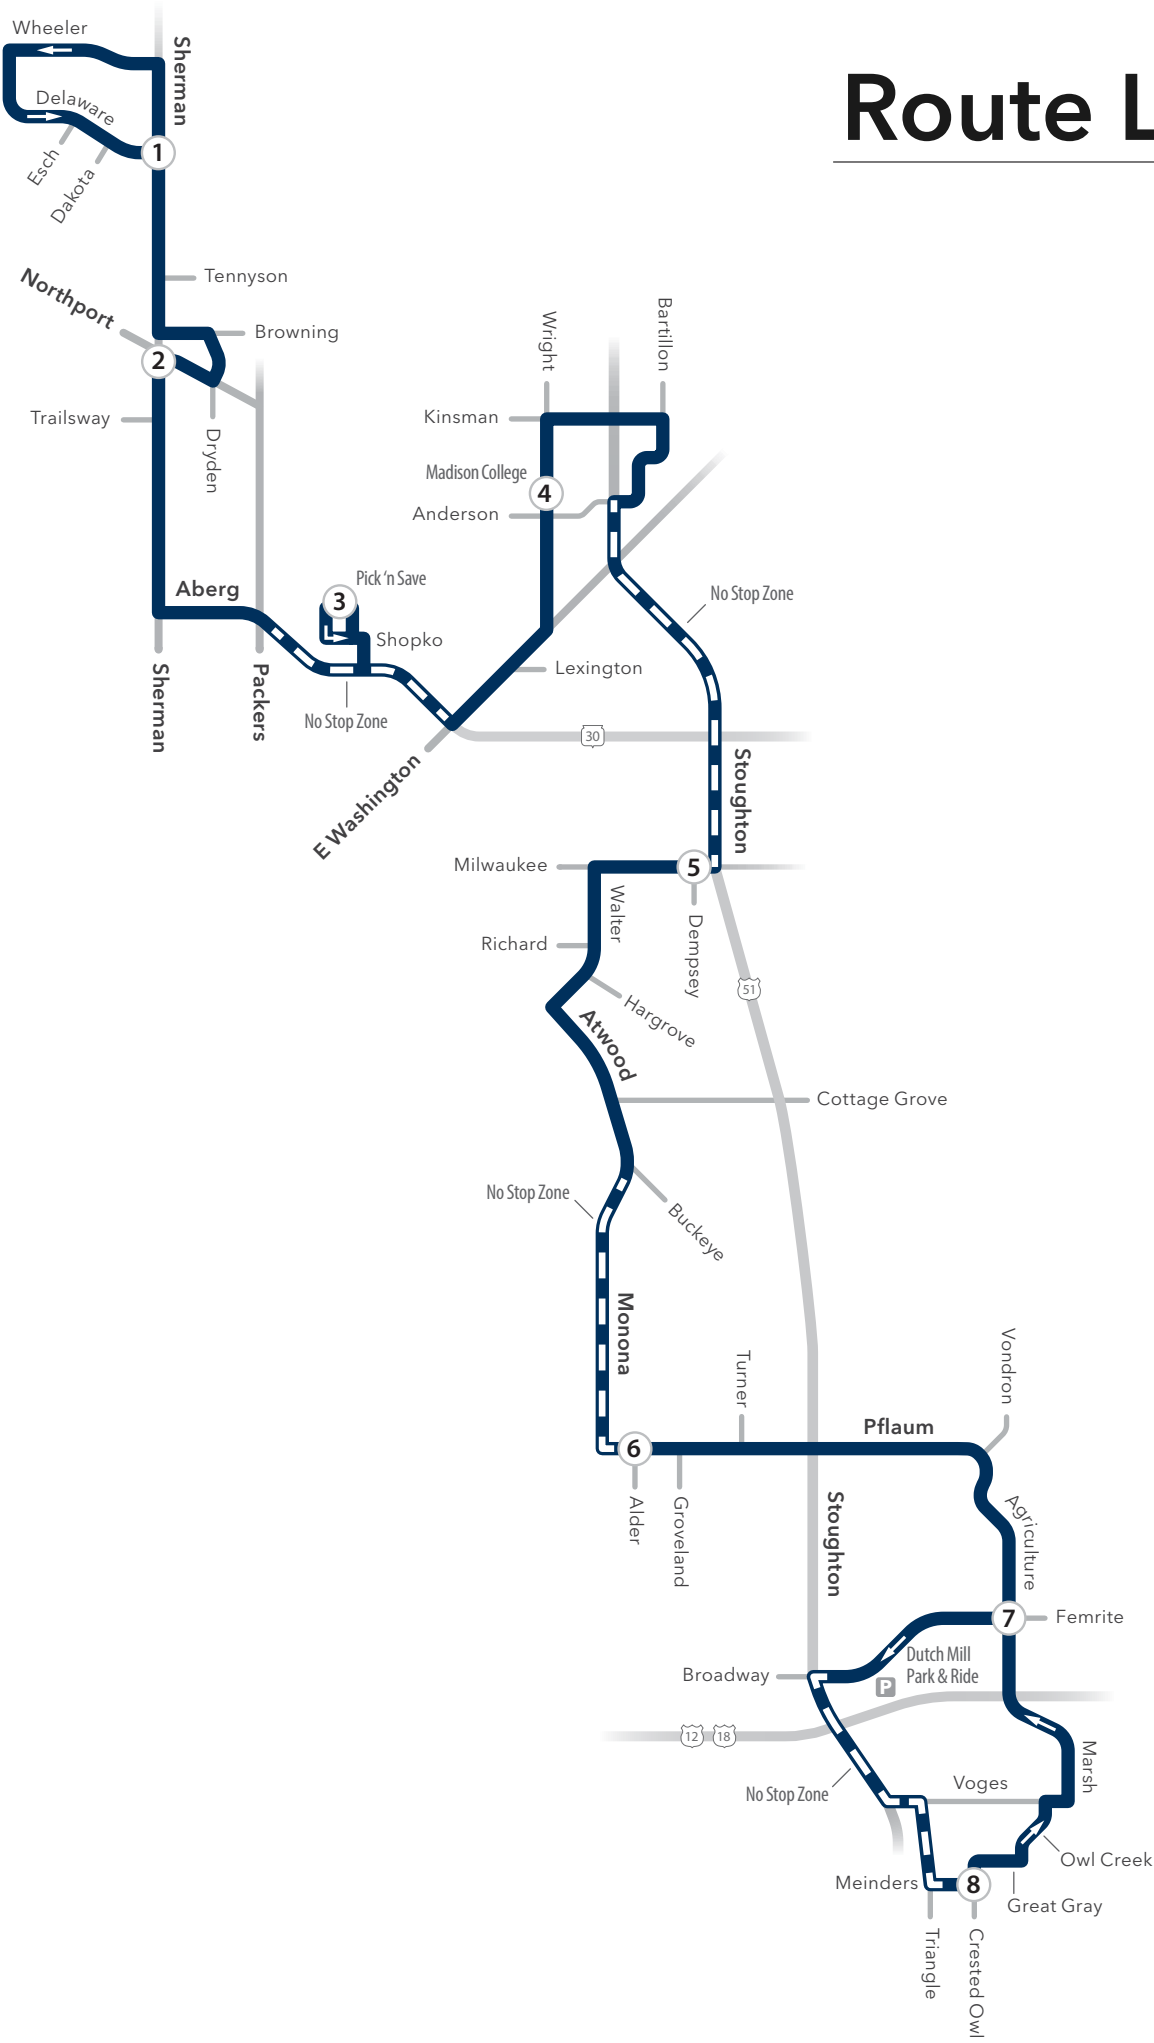 Wheeler
Sherman
Route L
Delaware
Esch
Dakota
1
Tennyson
Northport
Browning
2
Trailsway
Dryden
Wright
Bartillon
Kinsman
Madison College
4
Anderson
Aberg
Pick ‘n Save
3
Shopko
No Stop Zone
Lexington
Sherman
Packers
No Stop Zone
30
E Washington
Stoughton
Milwaukee
5
Walter
Dempsey
Richard
51
Hargrove
Atwood
Cottage Grove
No Stop Zone
Buckeye
Monona
Turner
Vondron
Pflaum
6
Alder
Groveland
Stoughton
Agriculture
7
Femrite
Dutch Mill
Park & Ride
P
Broadway
12
18
Marsh
No Stop Zone
Voges
Owl Creek
Meinders
8
Great Gray
Triangle
Crested Owl